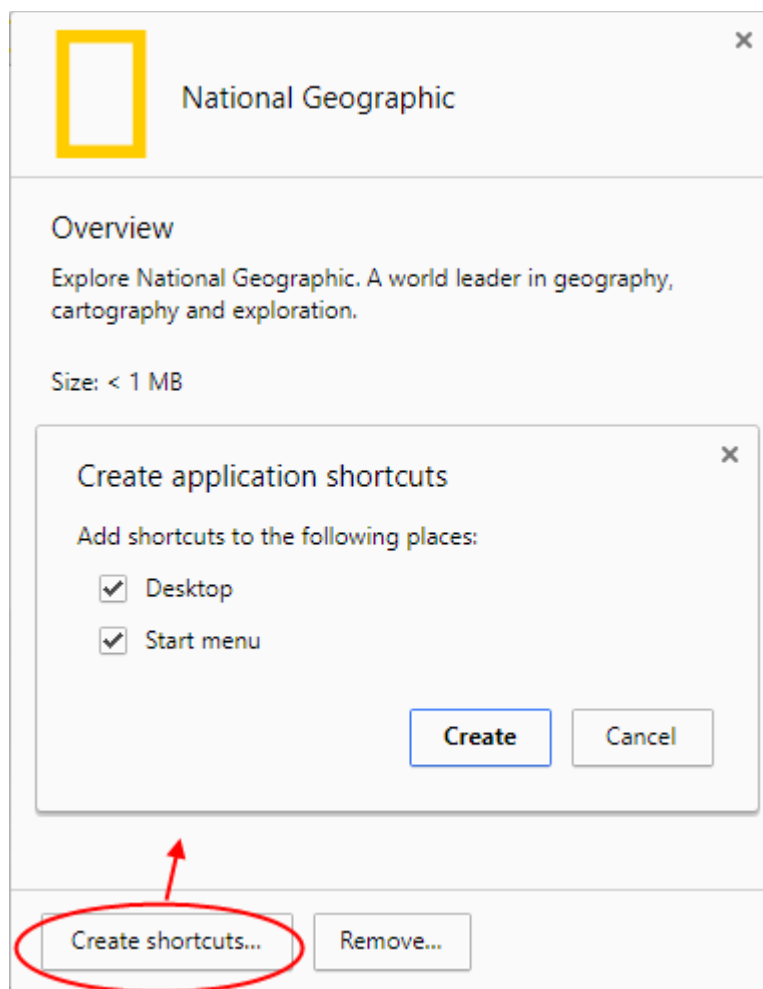 National Geographic
Overview
Explore National Geographic. A world leader in geography,
cartography and exploration.
Size: < 1 MB
Create application shortcuts
Add shortcuts to the following places:
Desktop
Start menu
Create Cancel
Create shortcuts... Remove...